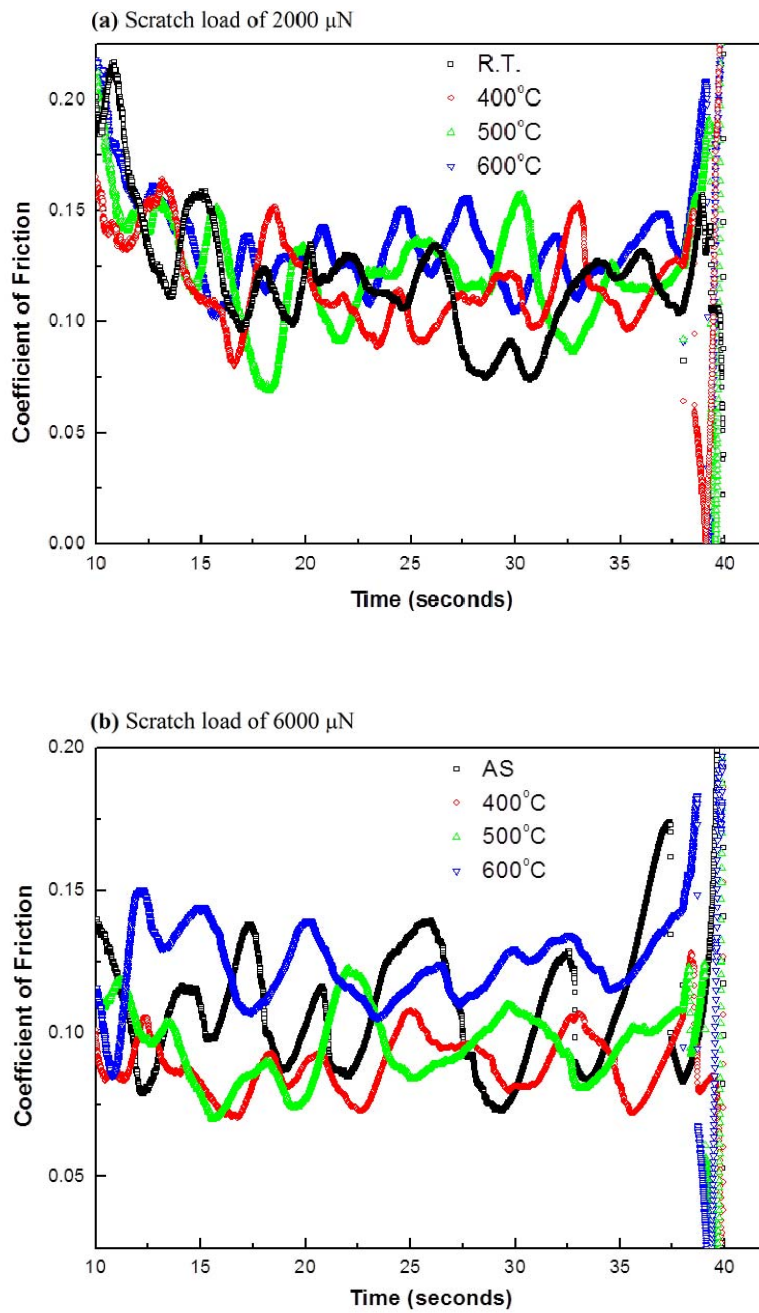 (a) Scratch load of 2000 μN
R.T.
400°C
500°C
600°C
0.20
0.15
0.10
0.05
0.00
Coefficient of Friction
10 15 20 25 30 35 40
Time (seconds)
(b) Scratch load of 6000 μN
AS
400°C
500°C
600°C
0.20
0.15
0.10
0.05
Coefficient of Friction
10 15 20 25 30 35 40
Time (seconds)